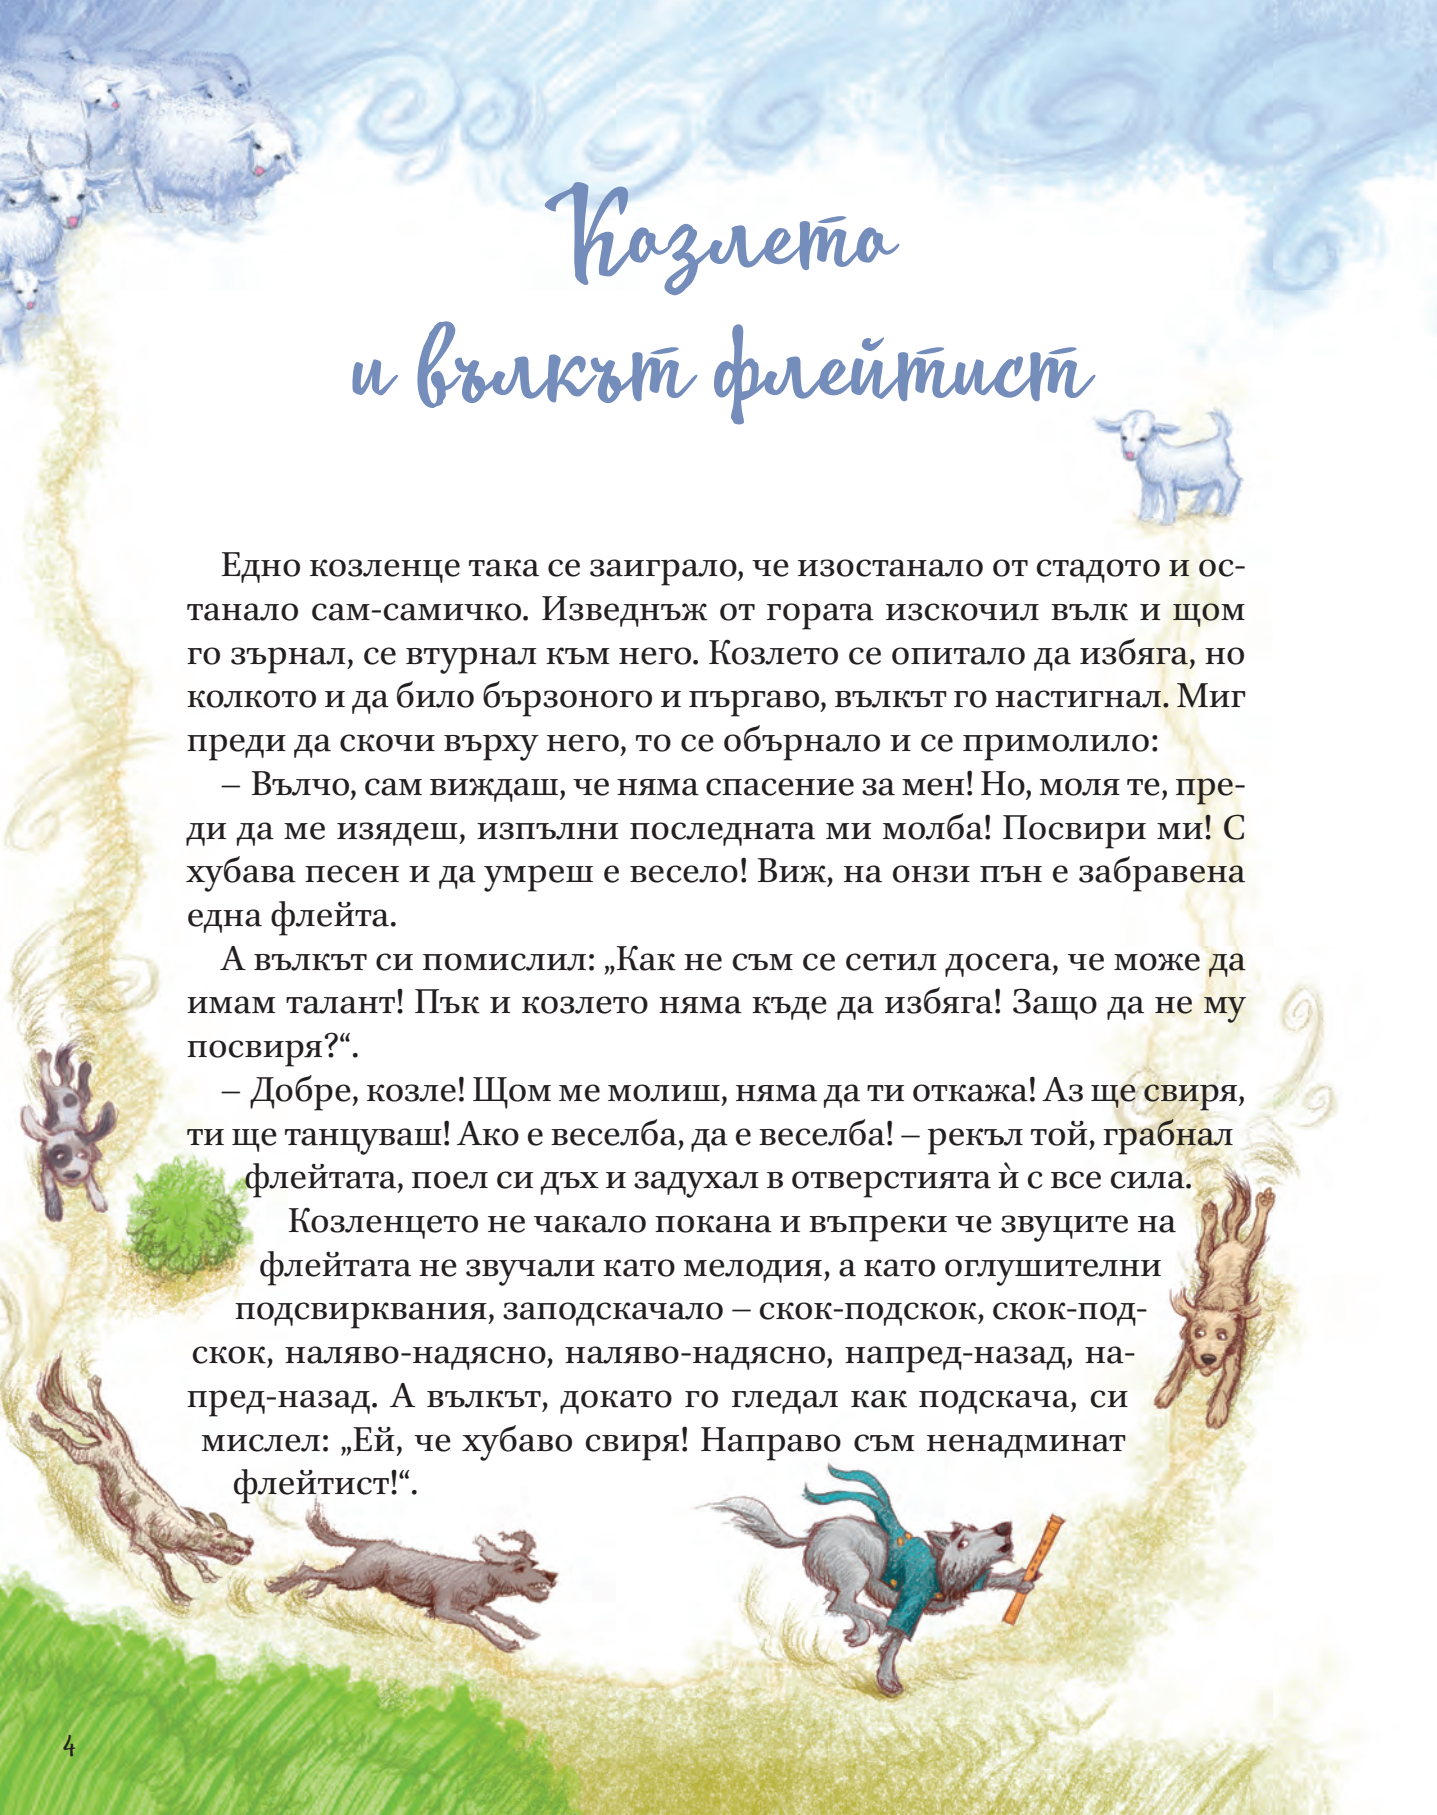 Козлето
и вълкът флейтист
Едно козленце така се заиграло, че изостанало от стадото и ос-
танало сам-самичко. Изведнъж от гората изскочил вълк и щом
го зърнал, се втурнал към него. Козлето се опитало да избяга, но
колкото и да било бързоного и пъргаво, вълкът го настигнал. Миг
преди да скочи върху него, то се обърнало и се примолило:
– Вълчо, сам виждаш, че няма спасение за мен! Но, моля те, пре-
ди да ме изядеш, изпълни последната ми молба! Посвири ми! С
хубава песен и да умреш е весело! Виж, на онзи пън е забравена
една флейта.
А вълкът си помислил: „Как не съм се сетил досега, че може да
имам талант! Пък и козлето няма къде да избяга! Защо да не му
посвиря?“.
– Добре, козле! Щом ме молиш, няма да ти откажа! Аз ще свиря,
ти ще танцуваш! Ако е веселба, да е веселба! – рекъл той, грабнал
флейтата, поел си дъх и задухал в отверстията ѝ с все сила.
Козленцето не чакало покана и въпреки че звуците на
флейтата не звучали като мелодия, а като оглушителни
подсвирквания, заподскачало – скок-подскок, скок-под-
скок, наляво-надясно, наляво-надясно, напред-назад, на-
пред-назад. А вълкът, докато го гледал как подскача, си
мислел: „Ей, че хубаво свиря! Направо съм ненадминат
флейтист!“.
4